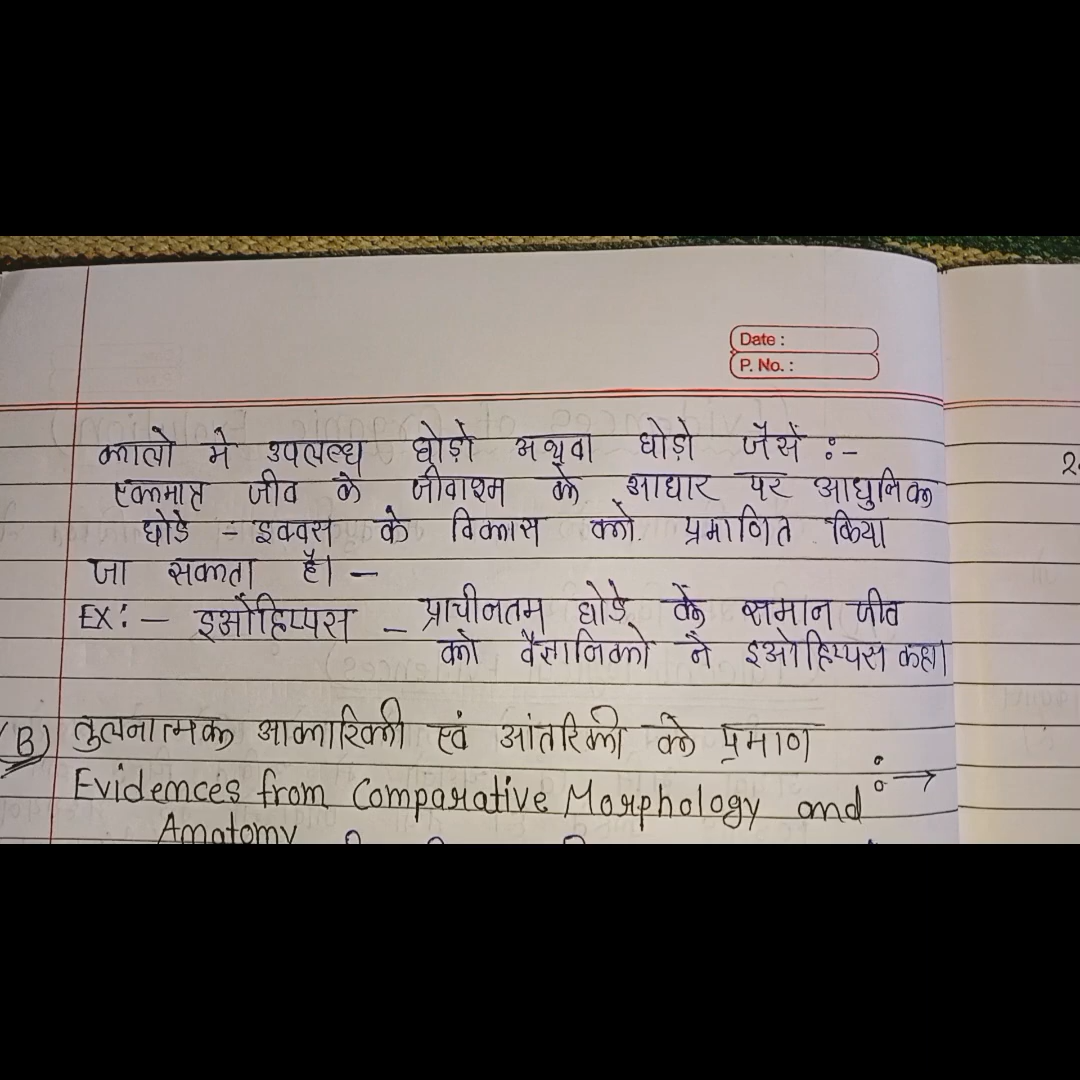 Date :
P. No. :
कालो मे उपलब्ध घोड़ो अथवा घोड़ो जैसें :-
एकमात्र जीव के जीवाश्म के आधार पर आधुनिक
घोडे - इक्वस के विकास को प्रमाणित किया
जा सकता है। -
EX: - इओहिप्पस - प्राचीनतम घोडे कें समान जीव
को वैज्ञानिको ने इओहिप्पस कहा।
(B) तुलनात्मक आकारिकी एवं आंतरिकी के प्रमाण
Evidences from Comparative Morphology and :→
Anatomy